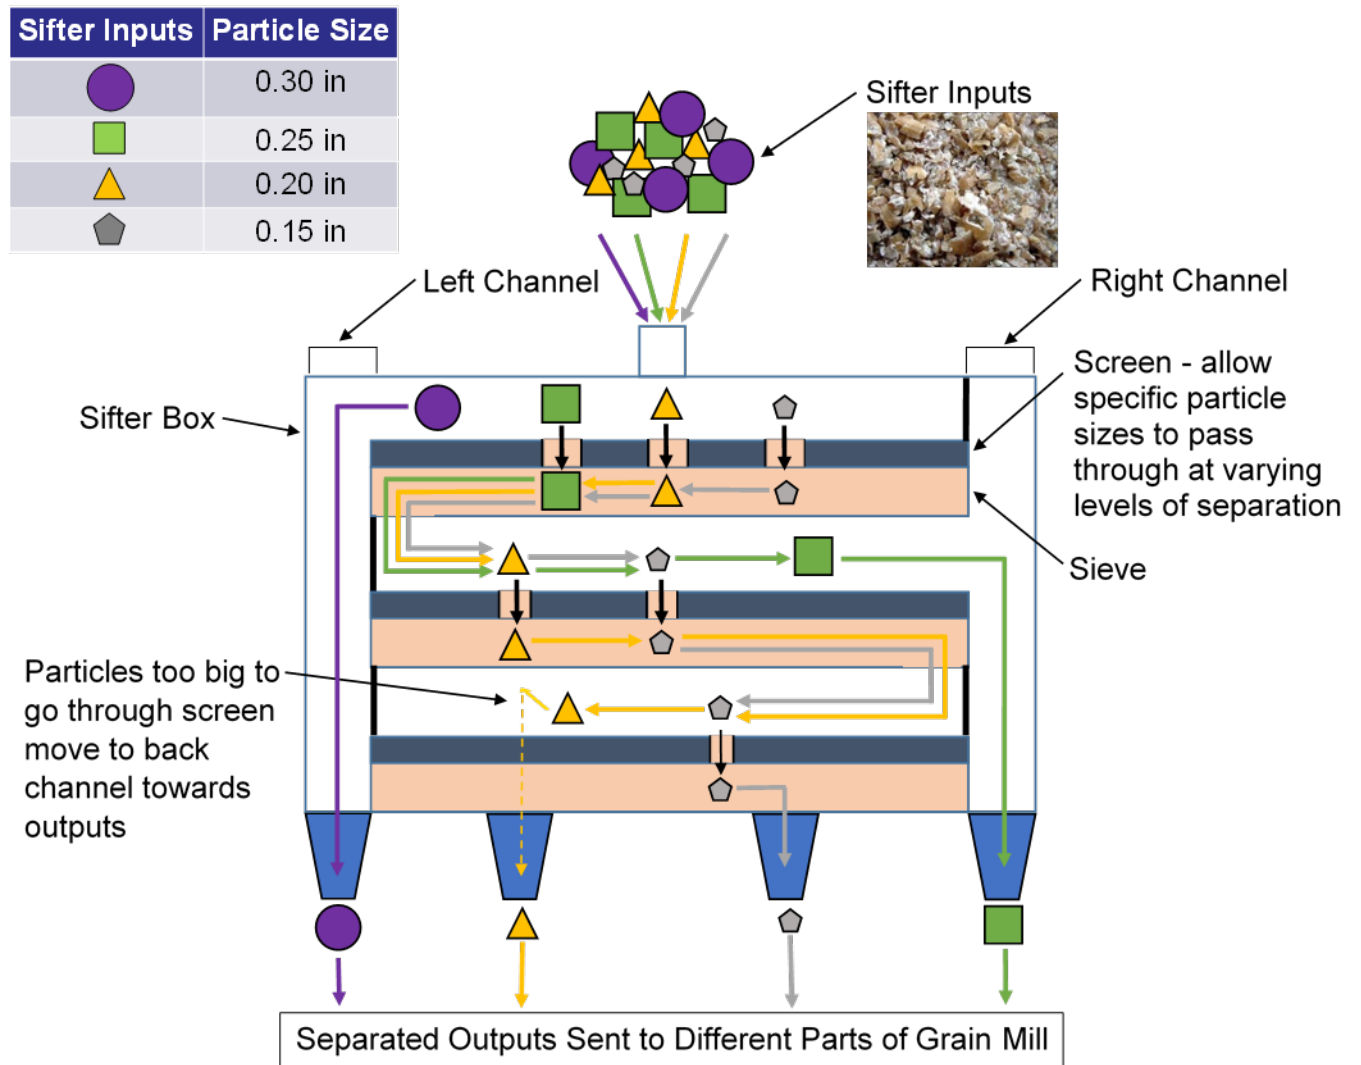 Sifter Inputs Particle Size
0.30 in
0.25 in
0.20 in
0.15 in
Sifter Inputs
Left Channel
Right Channel
Sifter Box
Screen - allow
specific particle
sizes to pass
through at varying
levels of separation
Sieve
Particles too big to
go through screen
move to back
channel towards
outputs
Separated Outputs Sent to Different Parts of Grain Mill